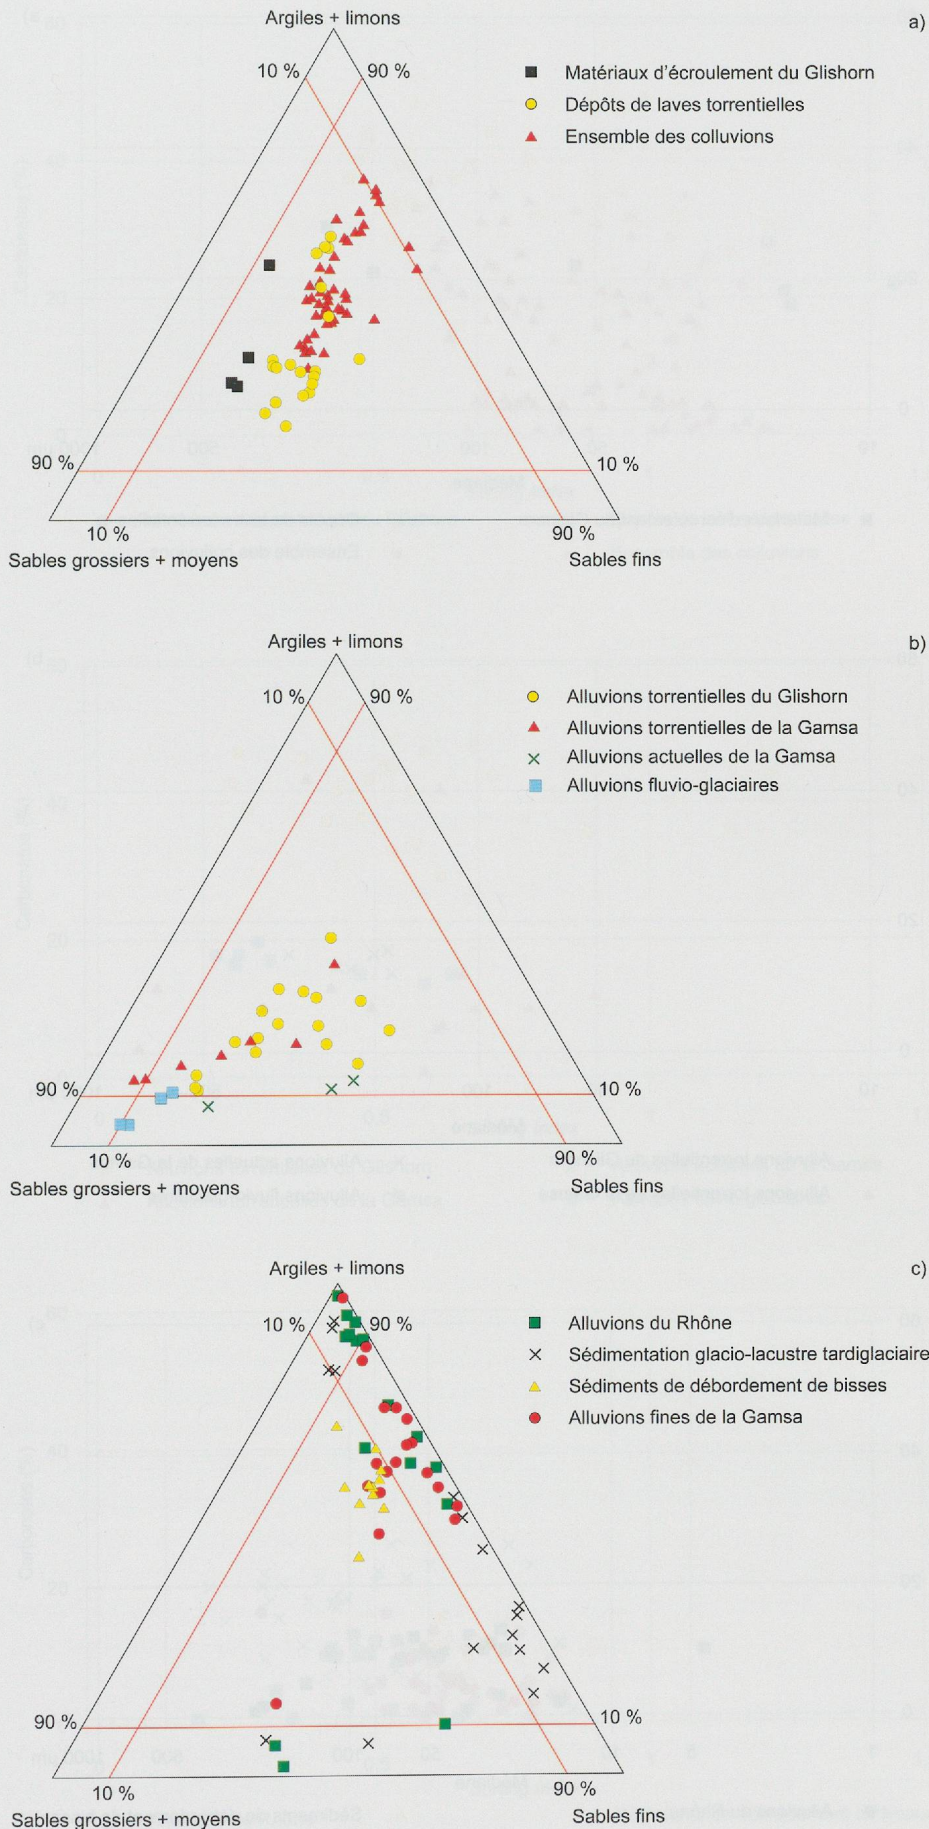 Argiles + limons
a)
10 %
90 %
Matériaux d'écroulement du Glishorn
Dépôts de laves torrentielles
Ensemble des colluvions
90 %
10 %
10 %
90 %
Sables grossiers + moyens
Sables fins
Argiles + limons
b)
10 %
90 %
Alluvions torrentielles du Glishorn
Alluvions torrentielles de la Gamsa
Alluvions actuelles de la Gamsa
Alluvions fluvio-glaciaires
90 %
10 %
10 %
90 %
Sables grossiers + moyens
Sables fins
Argiles + limons
c)
10 %
90 %
Alluvions du Rhône
Sédimentation glacio-lacustre tardiglaciaire
Sédiments de débordement de bisses
Alluvions fines de la Gamsa
90 %
10 %
10 %
90 %
Sables grossiers + moyens
Sables fins